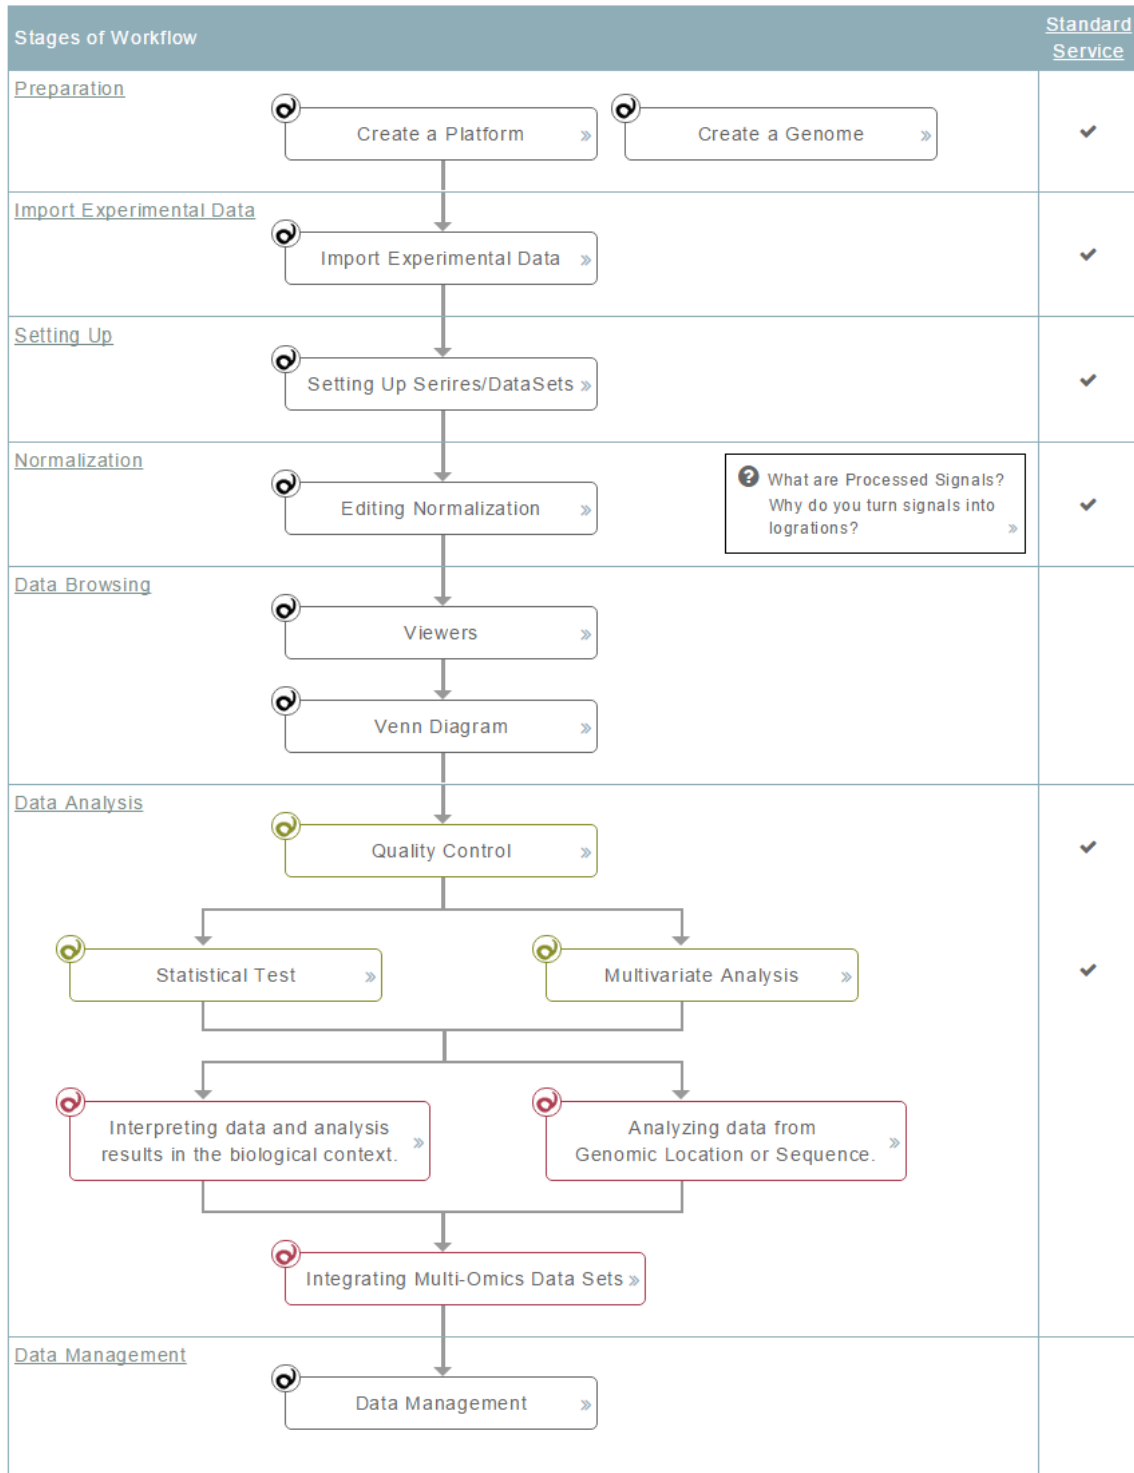 Stages of Workflow
Standard
Service
Preparation
Create a Platform »
Create a Genome »
✔
Import Experimental Data
Import Experimental Data »
✔
Setting Up
Setting Up Serires/DataSets »
✔
Normalization
Editing Normalization »
? What are Processed Signals?
Why do you turn signals into
logrations? »
✔
Data Browsing
Viewers »
Venn Diagram »
Data Analysis
Quality Control »
✔
Statistical Test »
Multivariate Analysis »
✔
Interpreting data and analysis
results in the biological context. »
Analyzing data from
Genomic Location or Sequence. »
Integrating Multi-Omics Data Sets »
Data Management
Data Management »